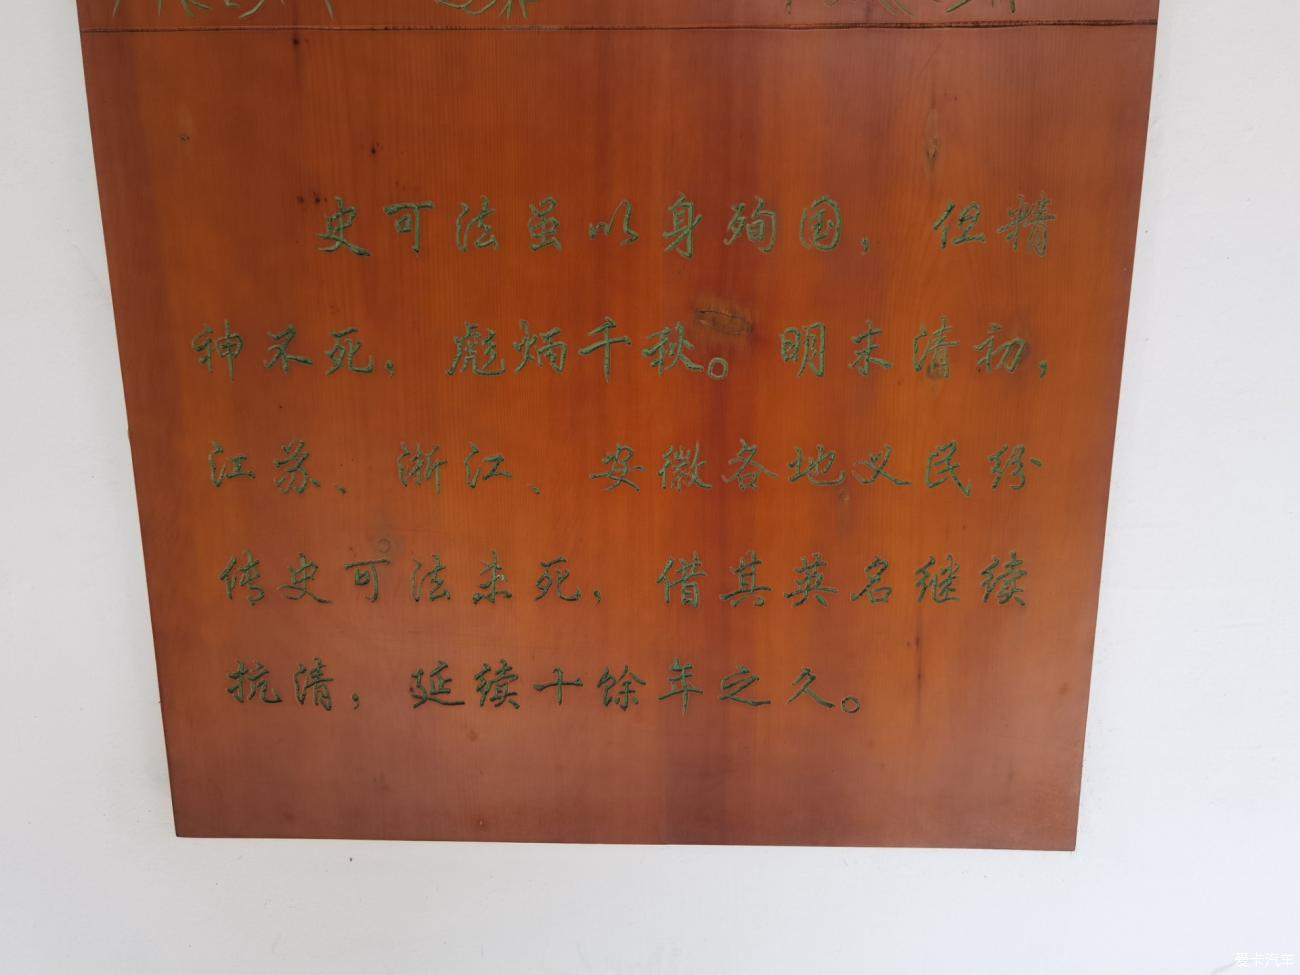 史可法虽以身殉国，但精
神不死，彪炳千秋。明末清初，
江苏、浙江、安徽各地义民纷
传史可法未死，借其英名继续
抗清，延续十余年之久。
爱卡汽车